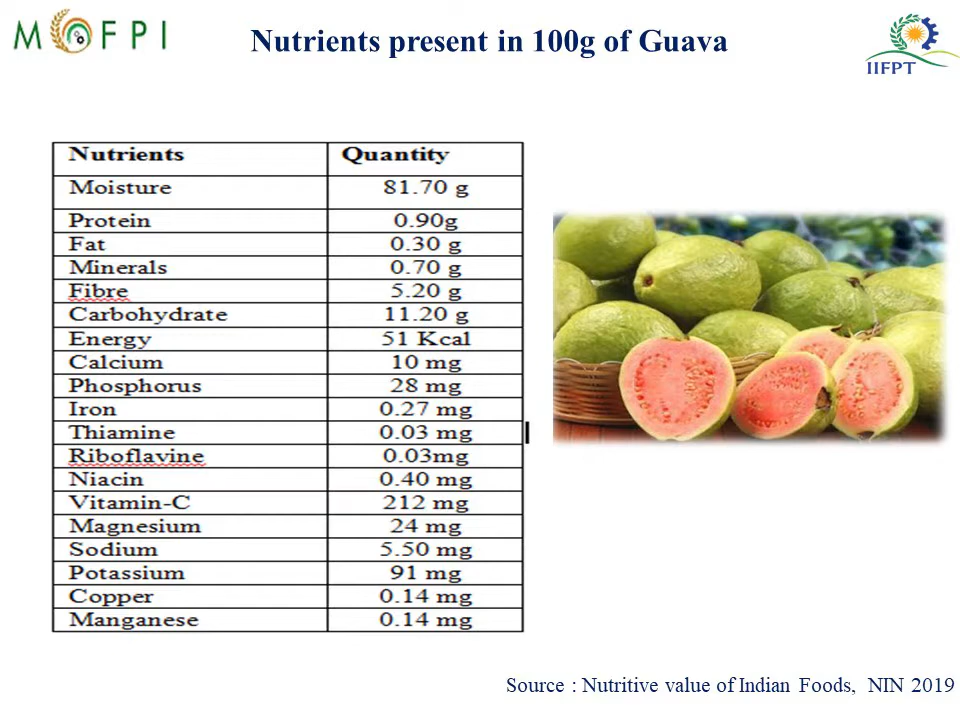 MOFPI
Nutrients present in 100g of Guava
IIFPT
Nutrients Quantity
Moisture 81.70 g
Protein 0.90g
Fat 0.30 g
Minerals 0.70 g
Fibre 5.20 g
Carbohydrate 11.20 g
Energy 51 Kcal
Calcium 10 mg
Phosphorus 28 mg
Iron 0.27 mg
Thiamine 0.03 mg
Riboflavine 0.03mg
Niacin 0.40 mg
Vitamin-C 212 mg
Magnesium 24 mg
Sodium 5.50 mg
Potassium 91 mg
Copper 0.14 mg
Manganese 0.14 mg
Source : Nutritive value of Indian Foods, NIN 2019